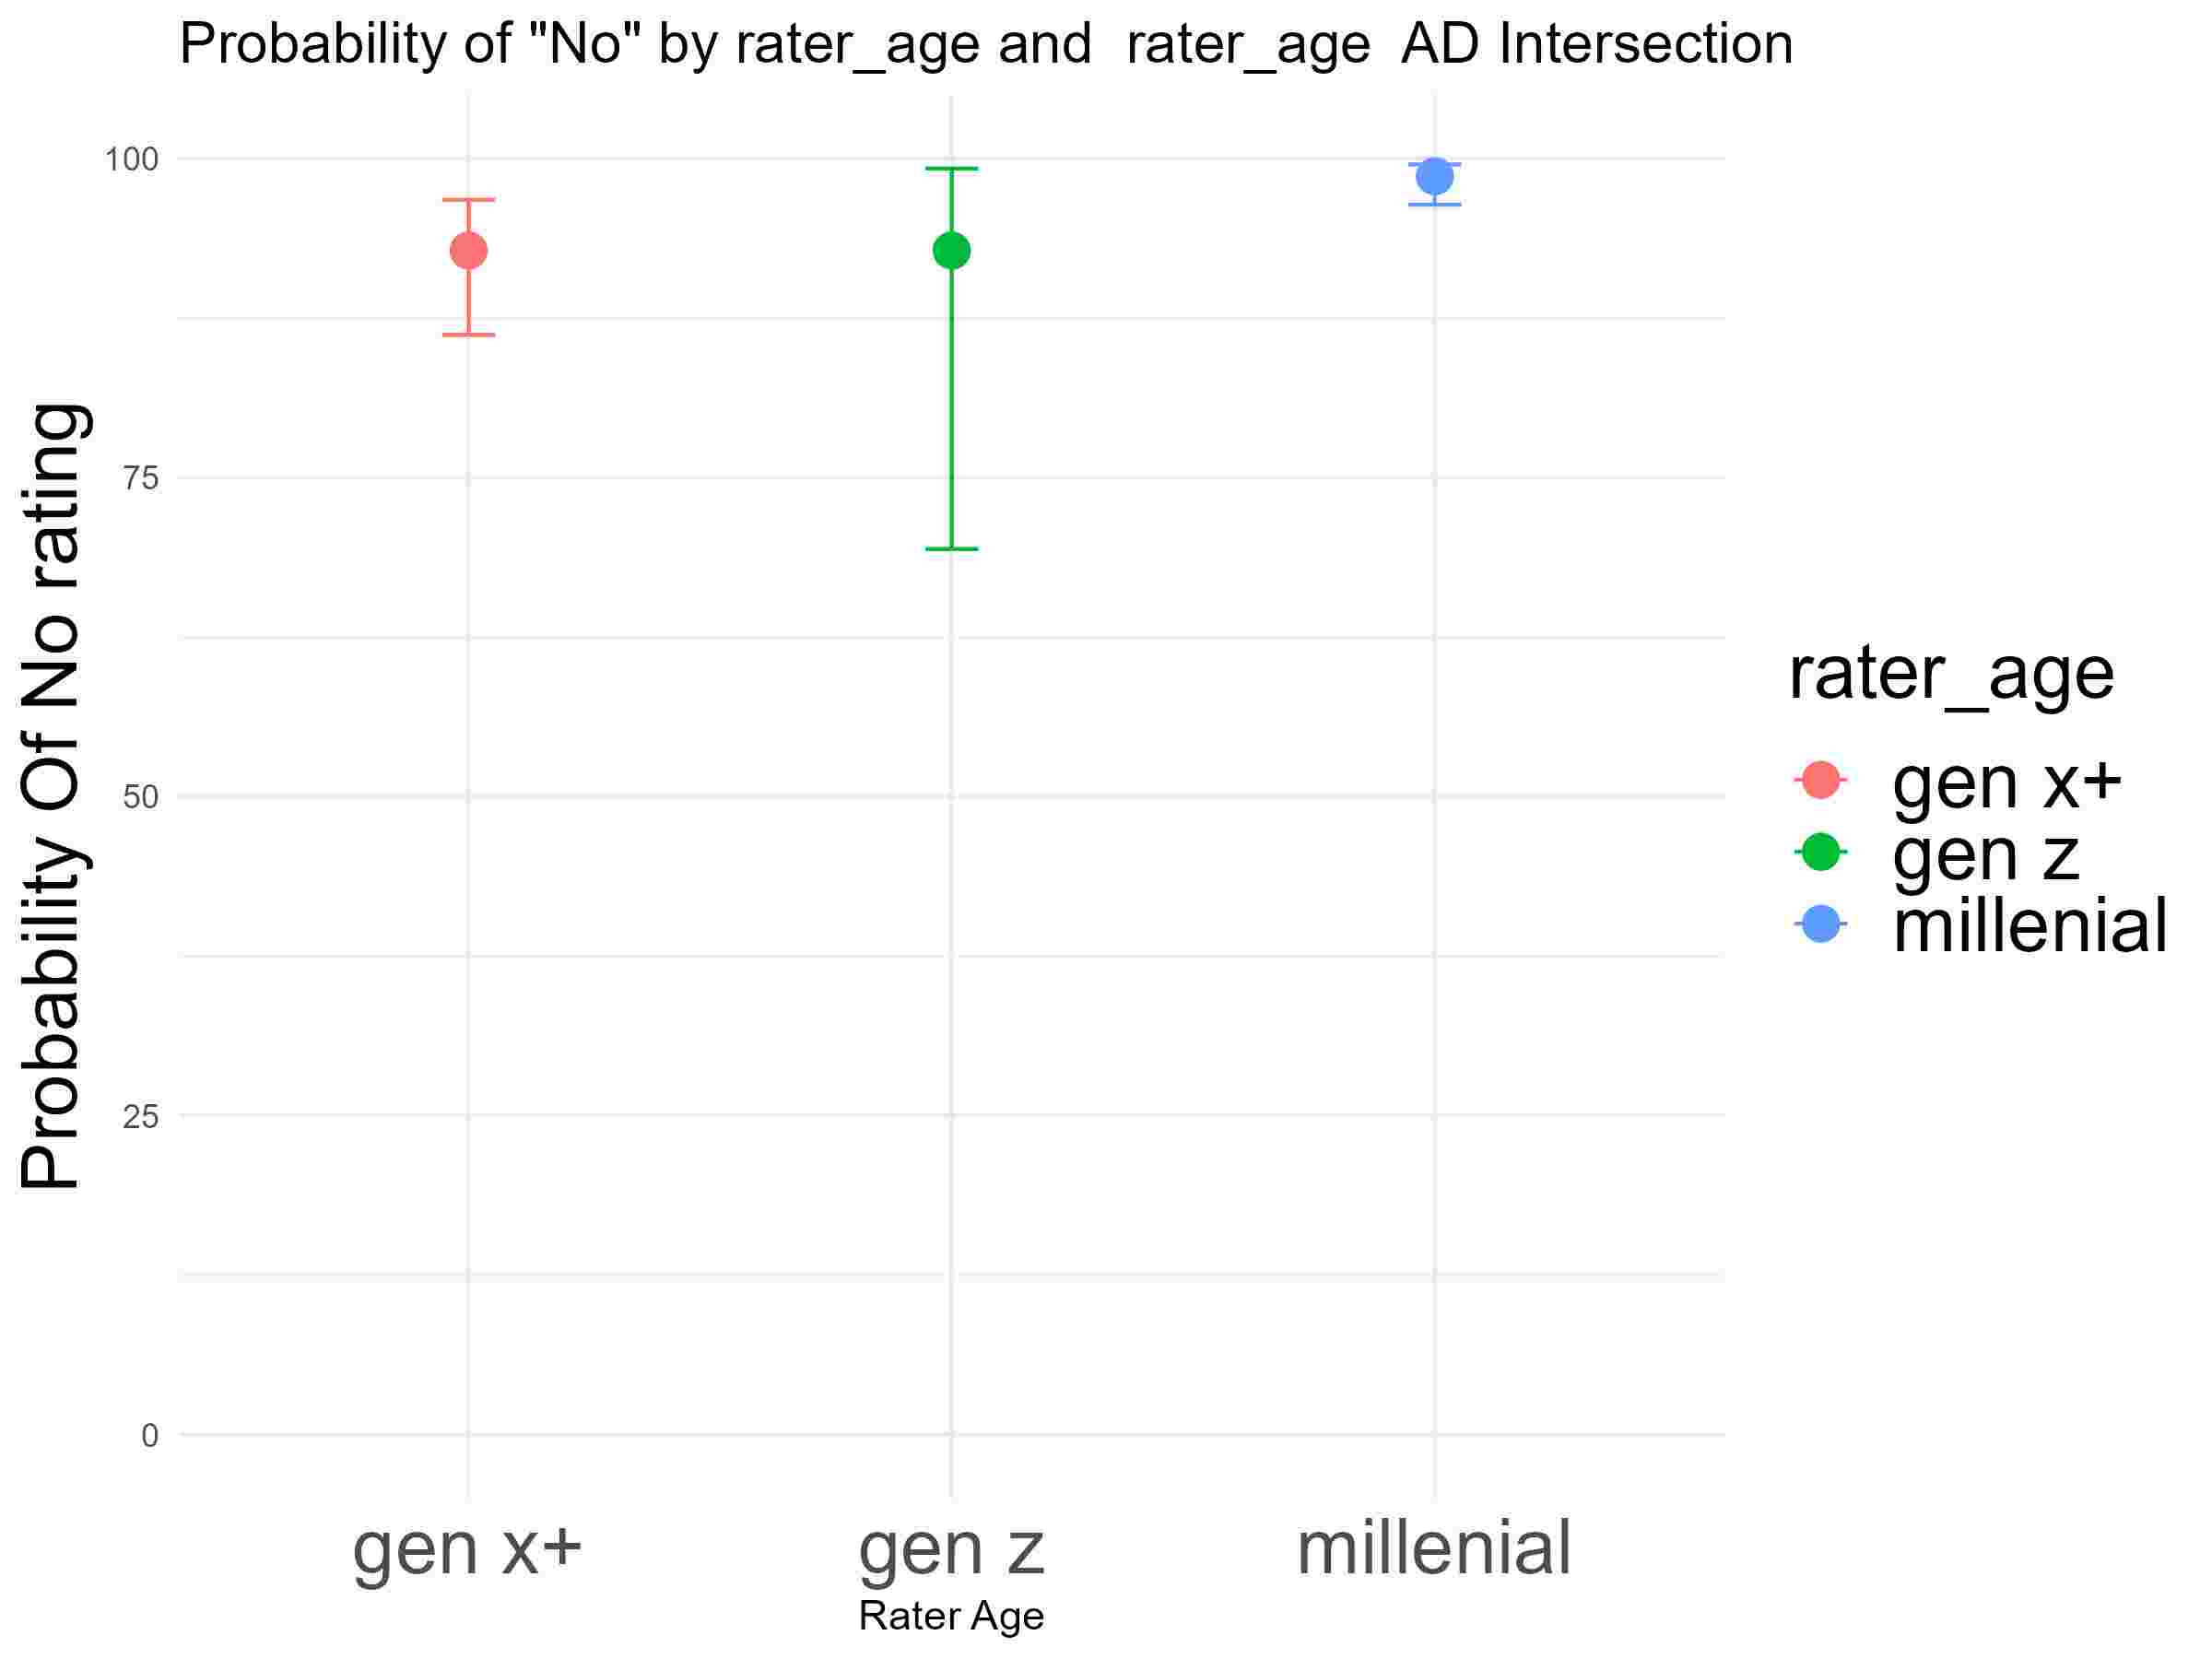 Probability of "No" by rater_age and  rater_age  AD Intersection
Probability Of No rating
100
75
50
25
0
gen x+
gen z
millenial
Rater Age
rater_age
gen x+
gen z
millenial